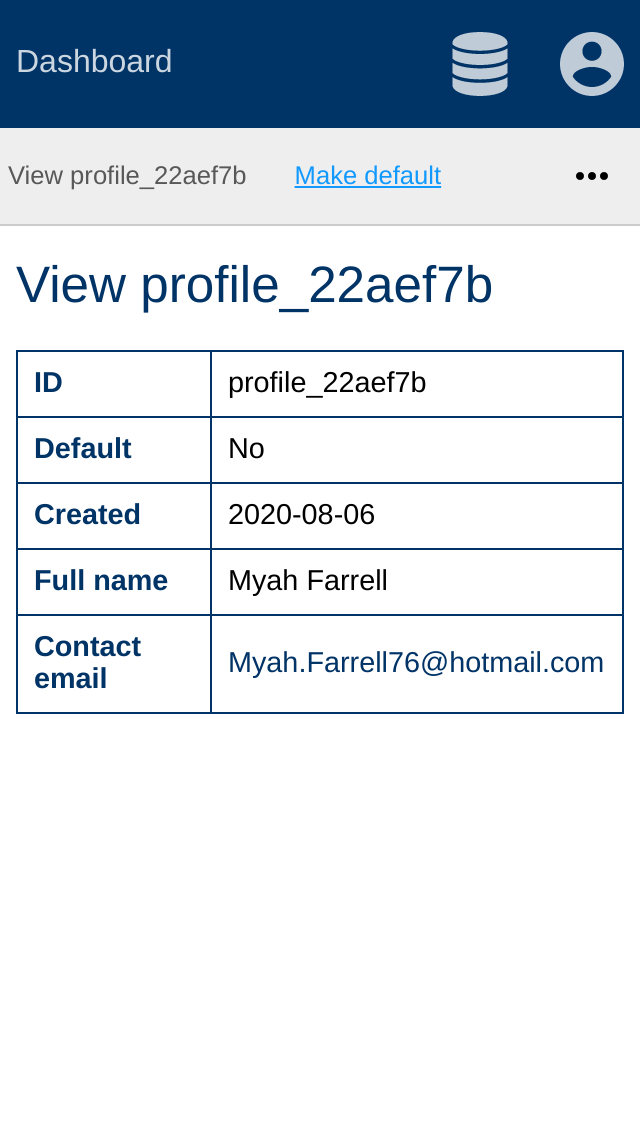 Dashboard
View profile_22aef7b Make default
View profile_22aef7b
ID profile_22aef7b
Default No
Created 2020-08-06
Full name Myah Farrell
Contact
email Myah.Farrell76@hotmail.com